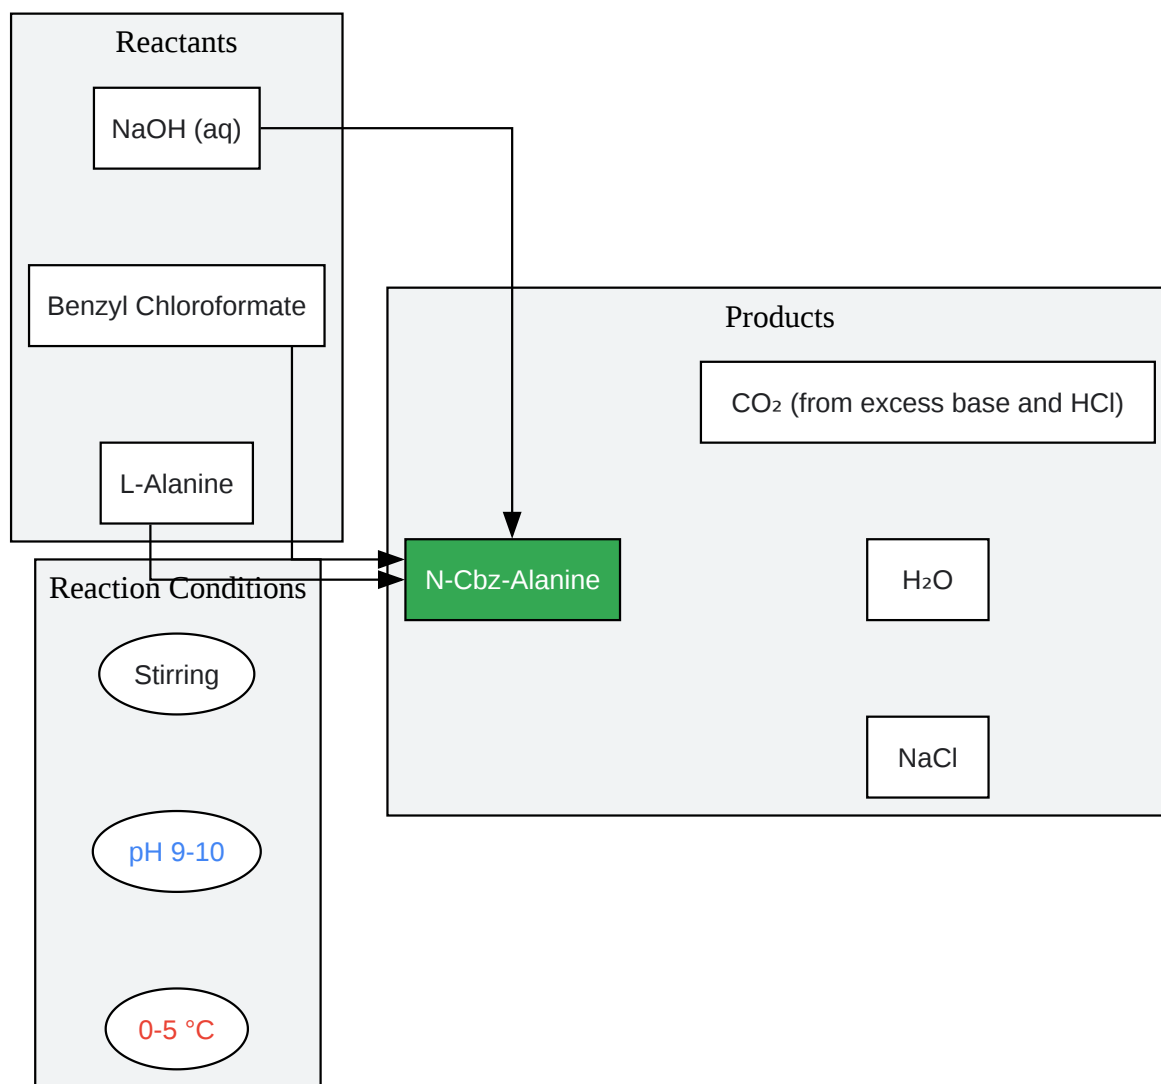 Reactants
NaOH (aq)
Benzyl Chloroformate
L-Alanine
Reaction Conditions
Stirring
pH 9-10
0-5 °C
Products
CO₂ (from excess base and HCl)
N-Cbz-Alanine
H₂O
NaCl